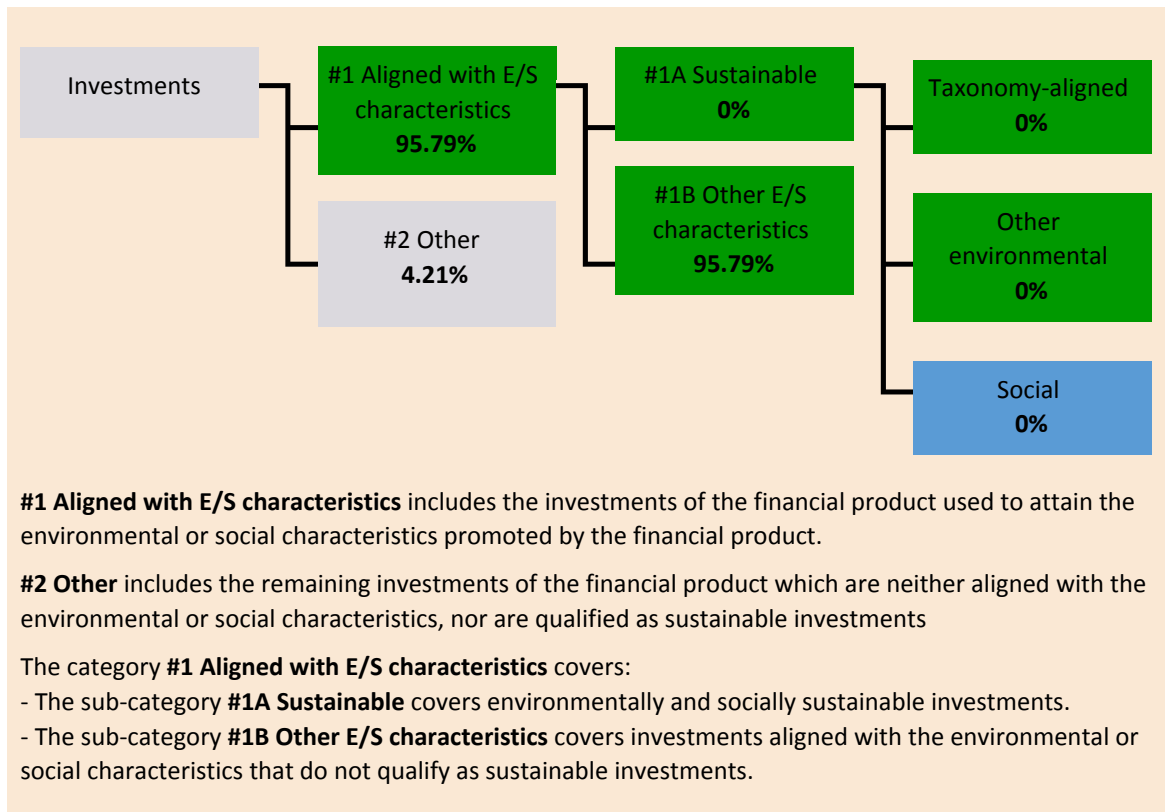 Investments
#1 Aligned with E/S
characteristics
95.79%
#2 Other
4.21%
#1A Sustainable
0%
#1B Other E/S
characteristics
95.79%
Taxonomy-aligned
0%
Other
environmental
0%
Social
0%
#1 Aligned with E/S characteristics includes the investments of the financial product used to attain the
environmental or social characteristics promoted by the financial product.
#2 Other includes the remaining investments of the financial product which are neither aligned with the
environmental or social characteristics, nor are qualified as sustainable investments
The category #1 Aligned with E/S characteristics covers:
- The sub-category #1A Sustainable covers environmentally and socially sustainable investments.
- The sub-category #1B Other E/S characteristics covers investments aligned with the environmental or
social characteristics that do not qualify as sustainable investments.